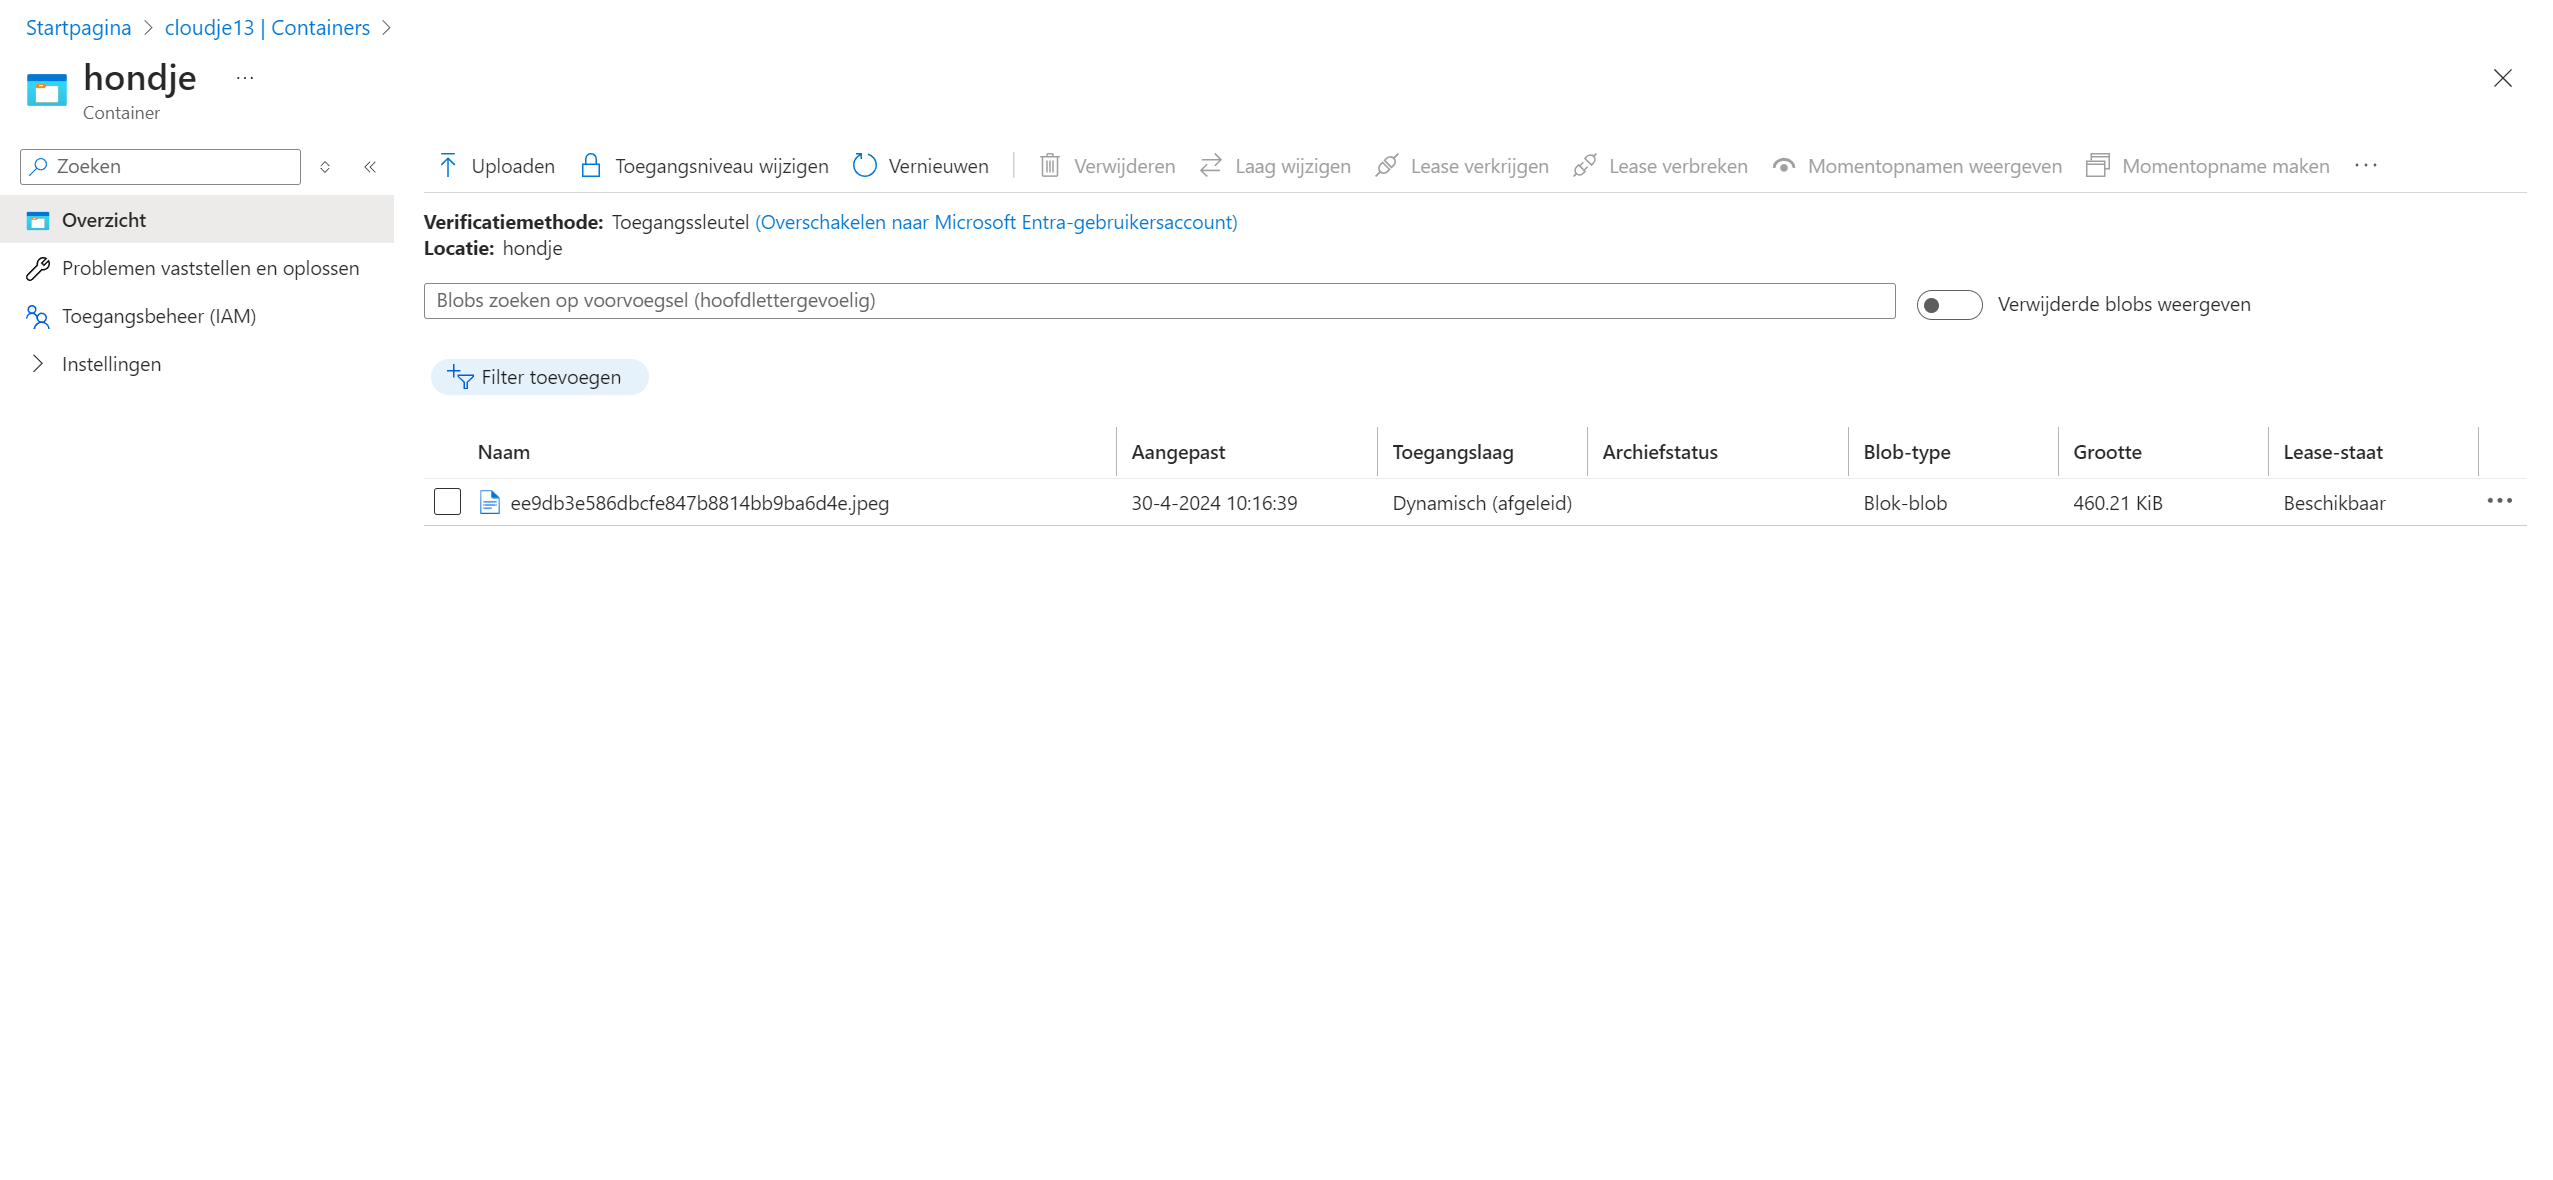 Startpagina > cloudje13 | Containers >
hondje ...
Container
Zoeken
Uploaden Toegangsniveau wijzigen Vernieuwen Verwijderen Laag wijzigen Lease verkrijgen Lease verbreken Momentopnamen weergeven Momentopname maken ...
Overzicht
Problemen vaststellen en oplossen
Toegangsbeheer (IAM)
Instellingen
Verificatiemethode: Toegangssleutel (Overschakelen naar Microsoft Entra-gebruikersaccount)
Locatie: hondje
Blobs zoeken op voorvoegsel (hoofdlettergevoelig) Verwijderde blobs weergeven
Filter toevoegen
Naam Aangepast Toegangslaag Archiefstatus Blob-type Grootte Lease-staat
ee9db3e586dbcfe847b8814bb9ba6d4e.jpeg 30-4-2024 10:16:39 Dynamisch (afgeleid) Blok-blob 460.21 KiB Beschikbaar ...